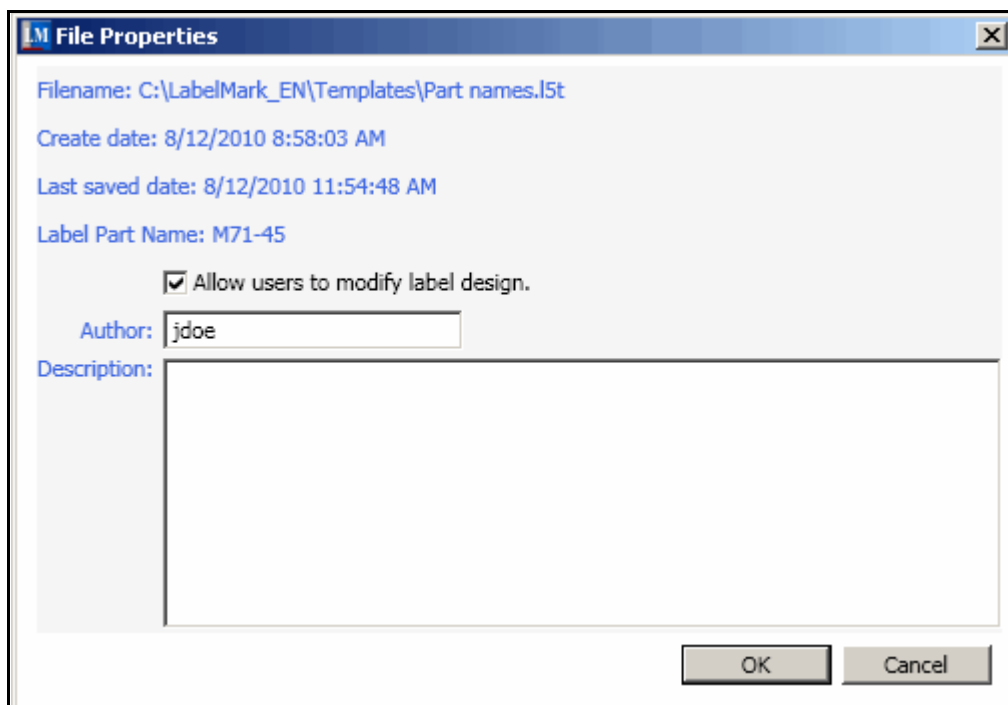 LM File Properties
Filename: C:\LabelMark_EN\Templates\Part names.l5t
Create date: 8/12/2010 8:58:03 AM
Last saved date: 8/12/2010 11:54:48 AM
Label Part Name: M71-45
Allow users to modify label design.
Author: jdoe
Description:
OK Cancel